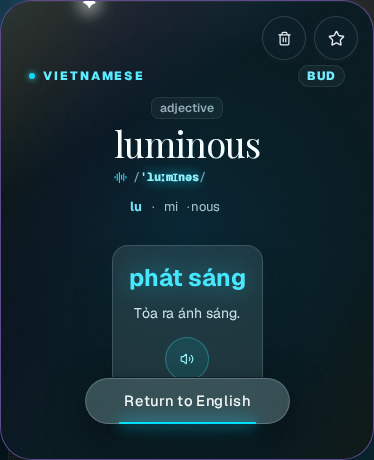 VIETNAMESE
BUD
adjective
luminous
/ˈluːmɪnəs/
lu · mi · nous
phát sáng
Tỏa ra ánh sáng.
Return to English